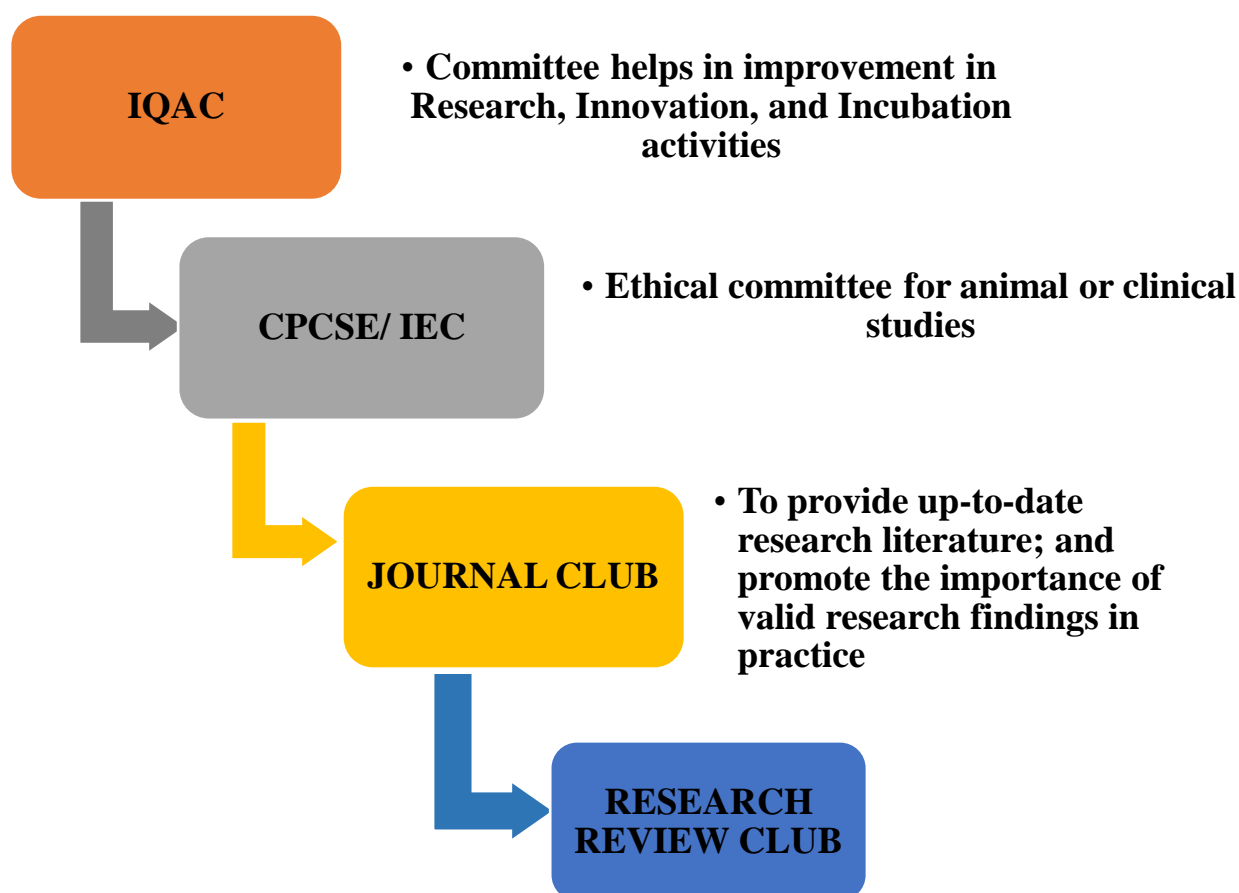 IQAC
• Committee helps in improvement in
Research, Innovation, and Incubation
activities
CPCSE/ IEC
• Ethical committee for animal or clinical
studies
JOURNAL CLUB
• To provide up-to-date
research literature; and
promote the importance of
valid research findings in
practice
RESEARCH
REVIEW CLUB